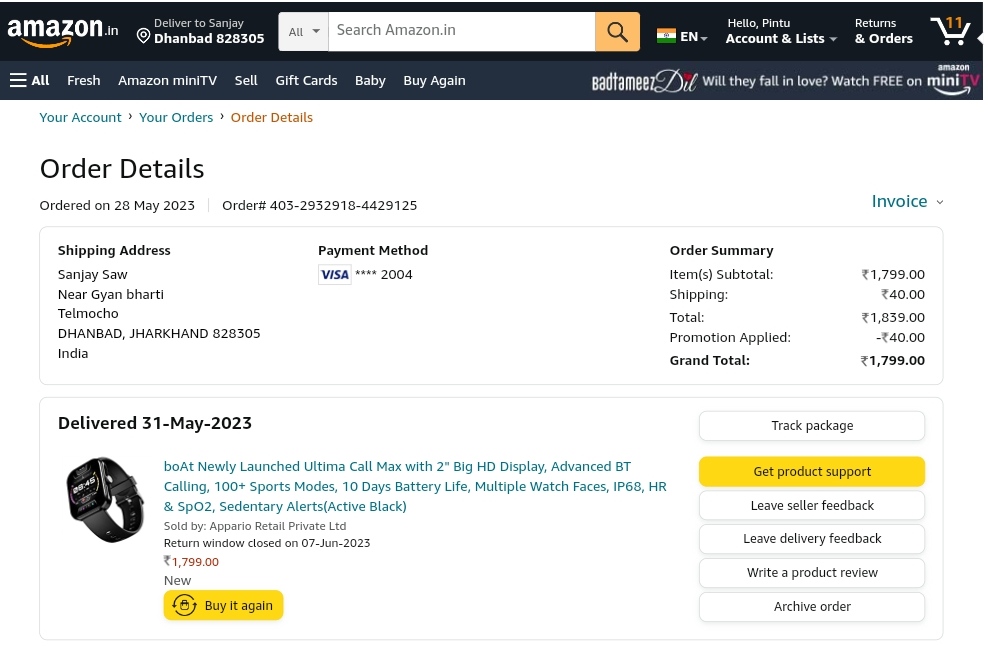 amazon.in
Deliver to Sanjay
Dhanbad 828305
All
Search Amazon.in
EN
Hello, Pintu
Account & Lists
Returns
& Orders
11
All
Fresh
Amazon miniTV
Sell
Gift Cards
Baby
Buy Again
Badtameez Dil
Will they fall in love? Watch FREE on
amazon
miniTV
Your Account › Your Orders › Order Details
Order Details
Ordered on 28 May 2023
Order# 403-2932918-4429125
Invoice
Shipping Address
Sanjay Saw
Near Gyan bharti
Telmocho
DHANBAD, JHARKHAND 828305
India
Payment Method
VISA **** 2004
Order Summary
Item(s) Subtotal: ₹1,799.00
Shipping: ₹40.00
Total: ₹1,839.00
Promotion Applied: -₹40.00
Grand Total: ₹1,799.00
Delivered 31-May-2023
08:45
boAt Newly Launched Ultima Call Max with 2" Big HD Display, Advanced BT
Calling, 100+ Sports Modes, 10 Days Battery Life, Multiple Watch Faces, IP68, HR
& SpO2, Sedentary Alerts(Active Black)
Sold by: Appario Retail Private Ltd
Return window closed on 07-Jun-2023
₹1,799.00
New
Buy it again
Track package
Get product support
Leave seller feedback
Leave delivery feedback
Write a product review
Archive order